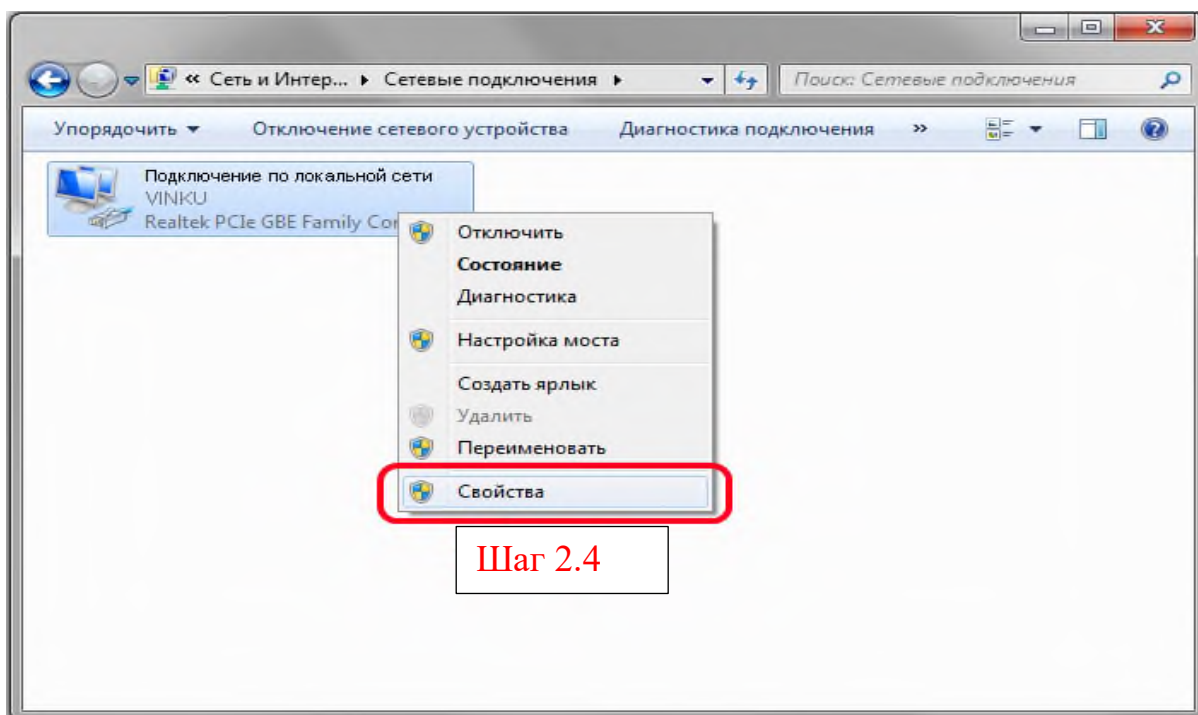 « Сеть и Интер... Сетевые подключения Поиск: Сетевые подключения
Упорядочить Отключение сетевого устройства Диагностика подключения »
Подключение по локальной сети
VINKU
Realtek PCIe GBE Family Cor
Отключить
Состояние
Диагностика
Настройка моста
Создать ярлык
Удалить
Переименовать
Свойства
Шаг 2.4